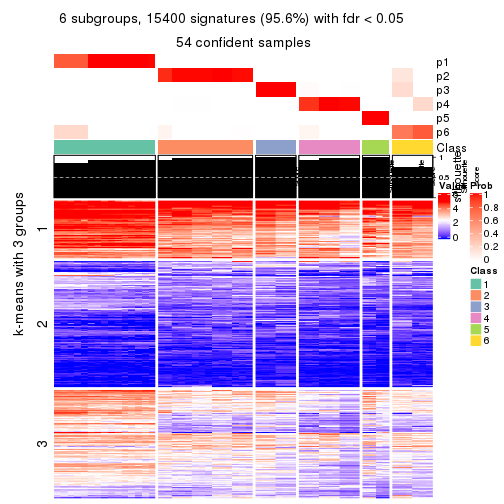 6 subgroups, 15400 signatures (95.6%) with fdr < 0.05
54 confident samples
p1
p2
p3
p4
p5
p6
Class
1
0.5
silhouette
score
k-means with 3 groups
1
2
3
Value
4
2
0
Prob
1
0.8
0.6
0.4
0.2
0
Class
1
2
3
4
5
6